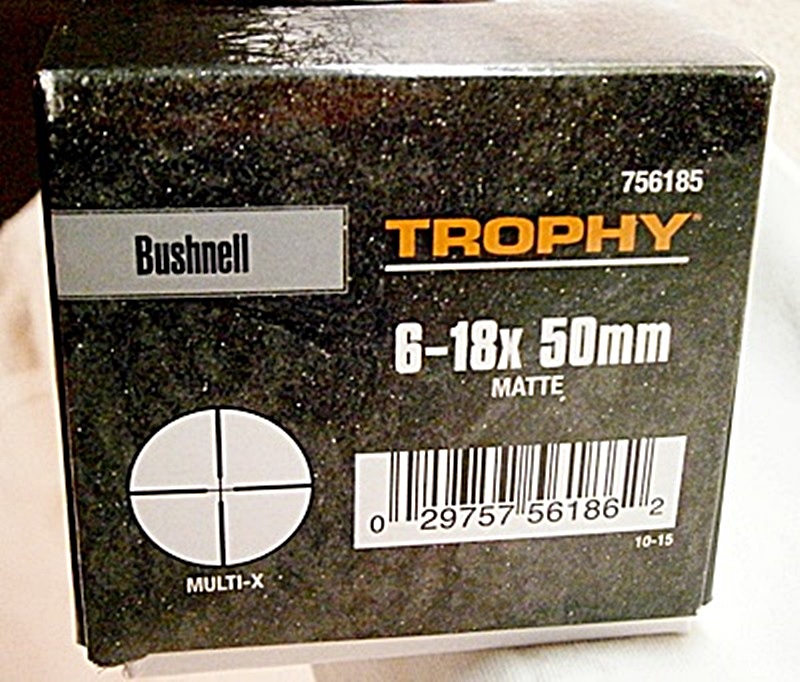 756185
Bushnell
TROPHY
6-18x 50mm
MATTE
MULTI-X
0 29757 56186 2
10-15